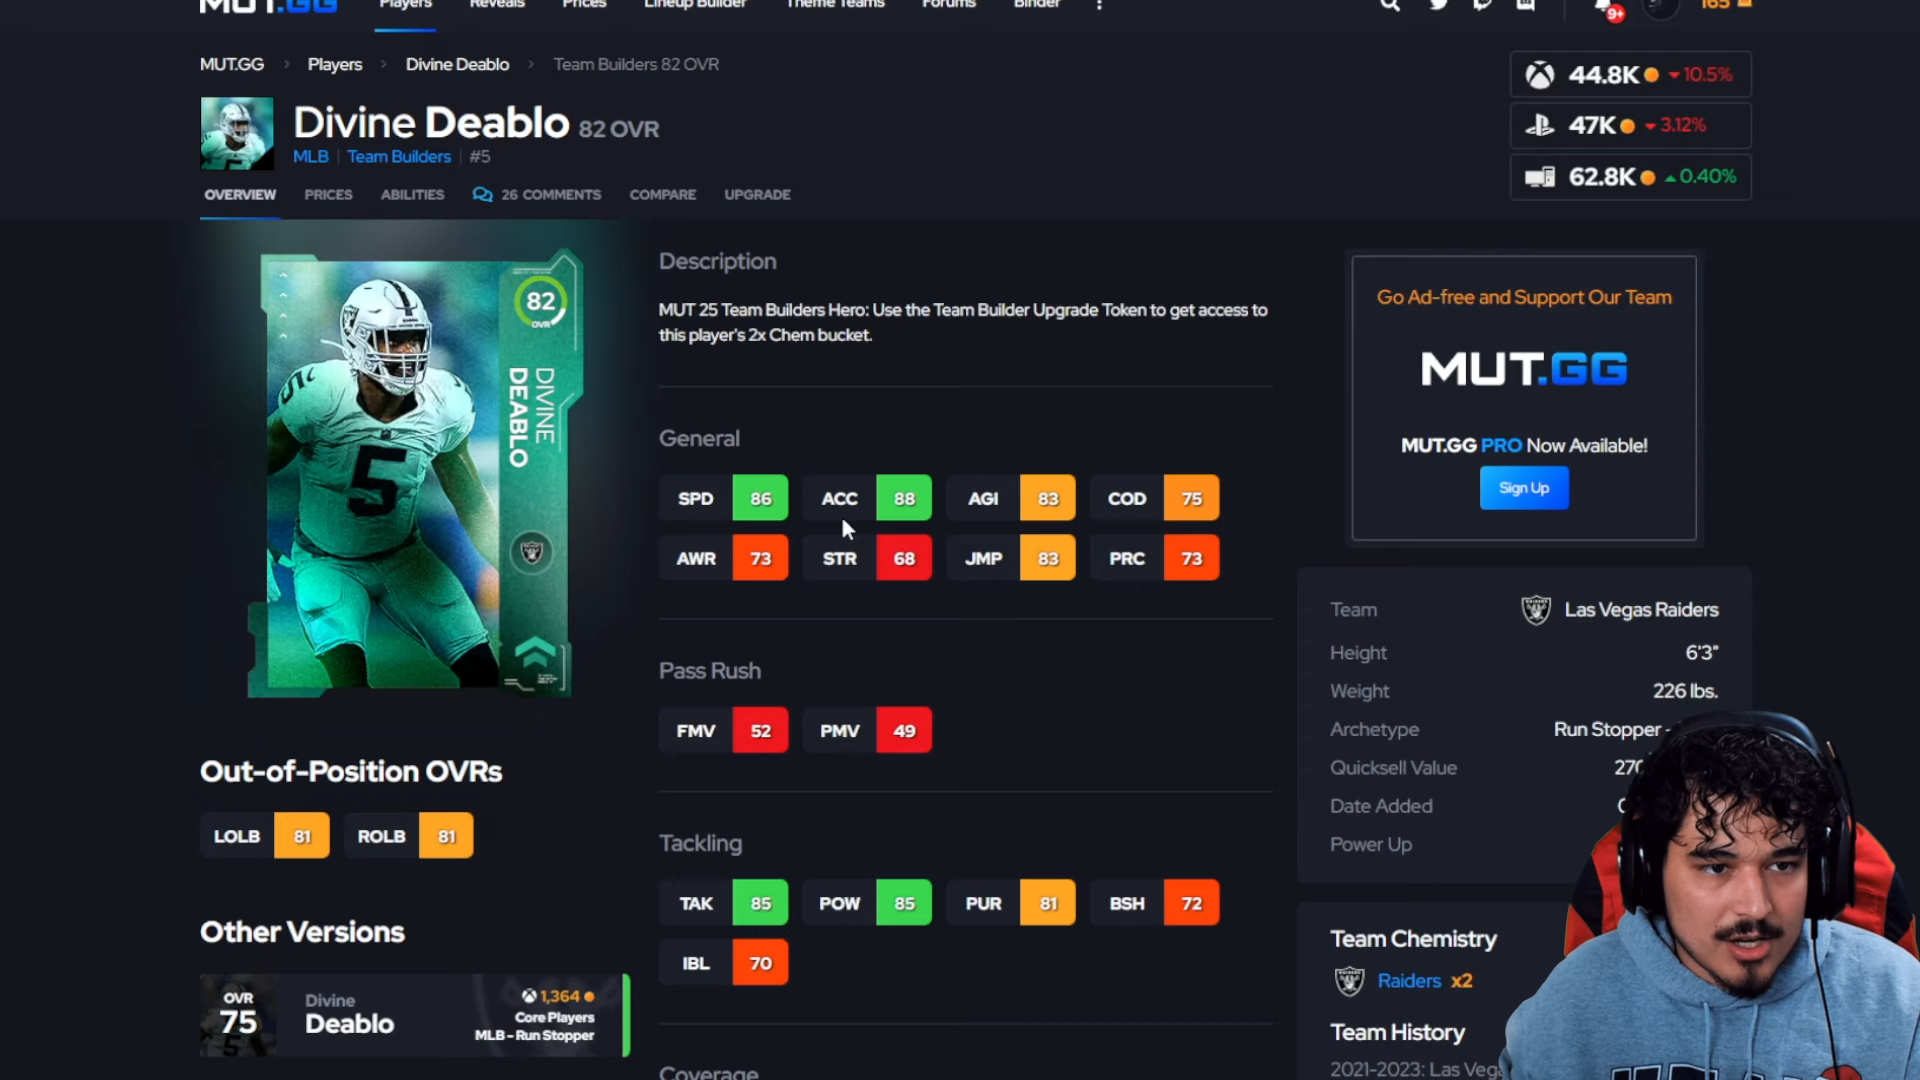 MUT.GG
Players
Reveals
Prices
Lineup Builder
Theme Teams
Forums
Binder
9+
165
MUT.GG > Players > Divine Deablo > Team Builders 82 OVR
Divine Deablo 82 OVR
MLB | Team Builders | #5
44.8K 10.5%
47K 3.12%
62.8K 0.40%
OVERVIEW
PRICES
ABILITIES
26 COMMENTS
COMPARE
UPGRADE
82
OVR
DIVINE
DEABLO
5
Description
MUT 25 Team Builders Hero: Use the Team Builder Upgrade Token to get access to
this player's 2x Chem bucket.
General
SPD 86 ACC 88 AGI 83 COD 75
AWR 73 STR 68 JMP 83 PRC 73
Pass Rush
FMV 52 PMV 49
Tackling
TAK 85 POW 85 PUR 81 BSH 72
IBL 70
Coverage
Out-of-Position OVRs
LOLB 81 ROLB 81
Other Versions
OVR
75
Divine
Deablo
1,364
Core Players
MLB - Run Stopper
Go Ad-free and Support Our Team
MUT.GG
MUT.GG PRO Now Available!
Sign Up
Team Las Vegas Raiders
Height 6'3"
Weight 226 lbs.
Archetype Run Stopper -
Quicksell Value 270
Date Added
Power Up
Team Chemistry
Raiders x2
Team History
2021-2023: Las Vega